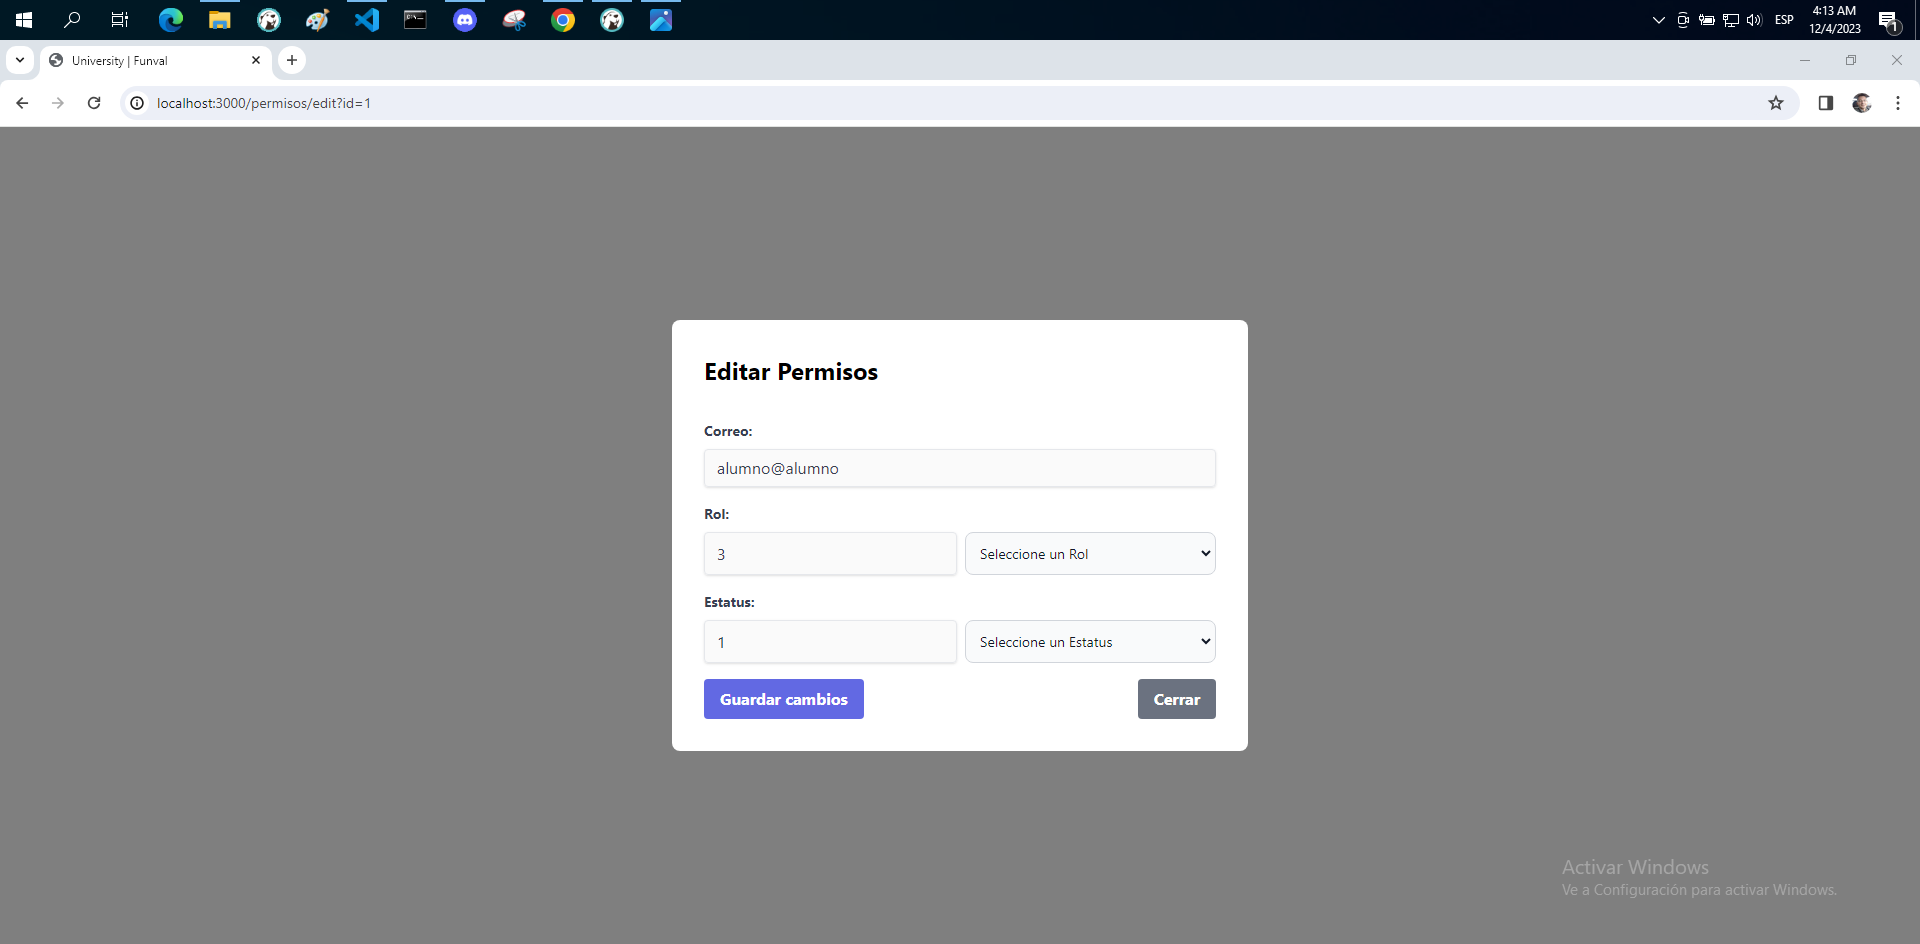 ESP
4:13 AM
12/4/2023
1
University | Funval
localhost:3000/permisos/edit?id=1
Editar Permisos
Correo:
alumno@alumno
Rol:
3
Seleccione un Rol
Estatus:
1
Seleccione un Estatus
Guardar cambios
Cerrar
Activar Windows
Ve a Configuración para activar Windows.